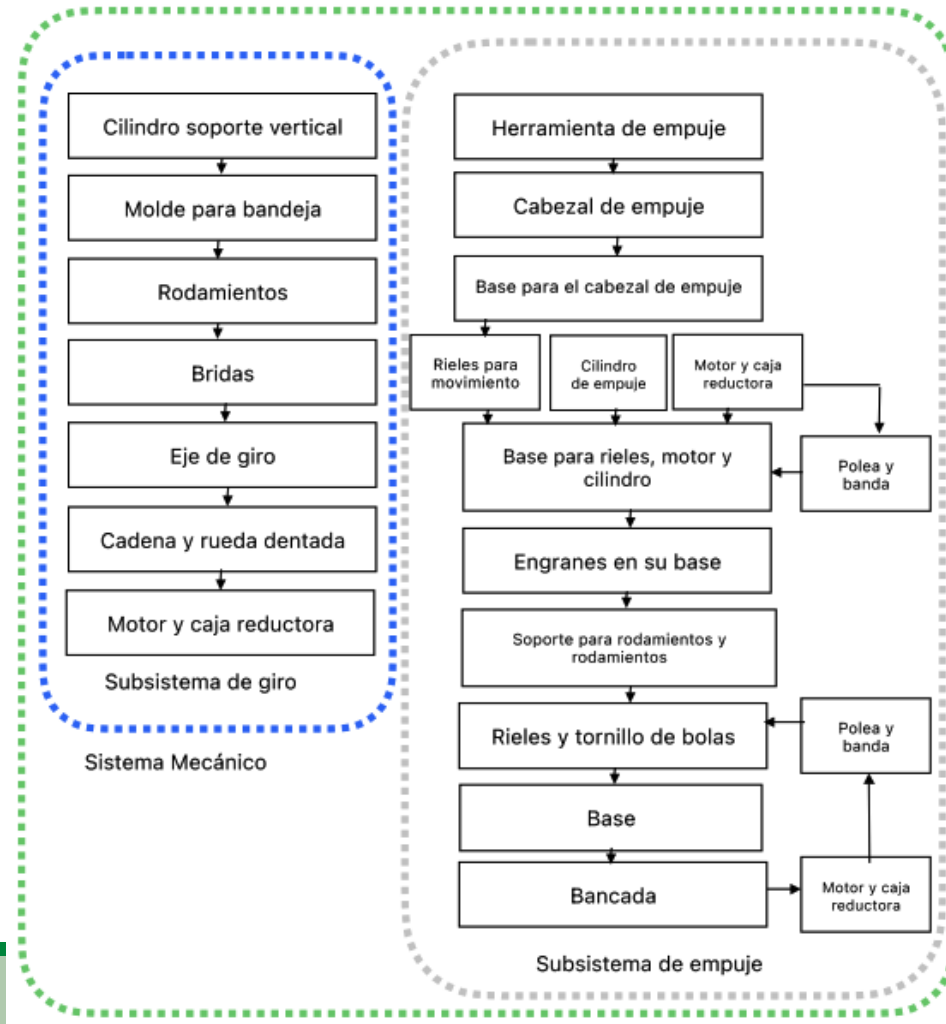 Cilindro soporte vertical
Molde para bandeja
Rodamientos
Bridas
Eje de giro
Cadena y rueda dentada
Motor y caja reductora
Subsistema de giro
Sistema Mecánico
Herramienta de empuje
Cabezal de empuje
Base para el cabezal de empuje
Rieles para
movimiento
Cilindro
de empuje
Motor y caja
reductora
Base para rieles, motor y
cilindro
Polea y
banda
Engranes en su base
Soporte para rodamientos y
rodamientos
Rieles y tornillo de bolas
Polea y
banda
Base
Bancada
Motor y caja
reductora
Subsistema de empuje